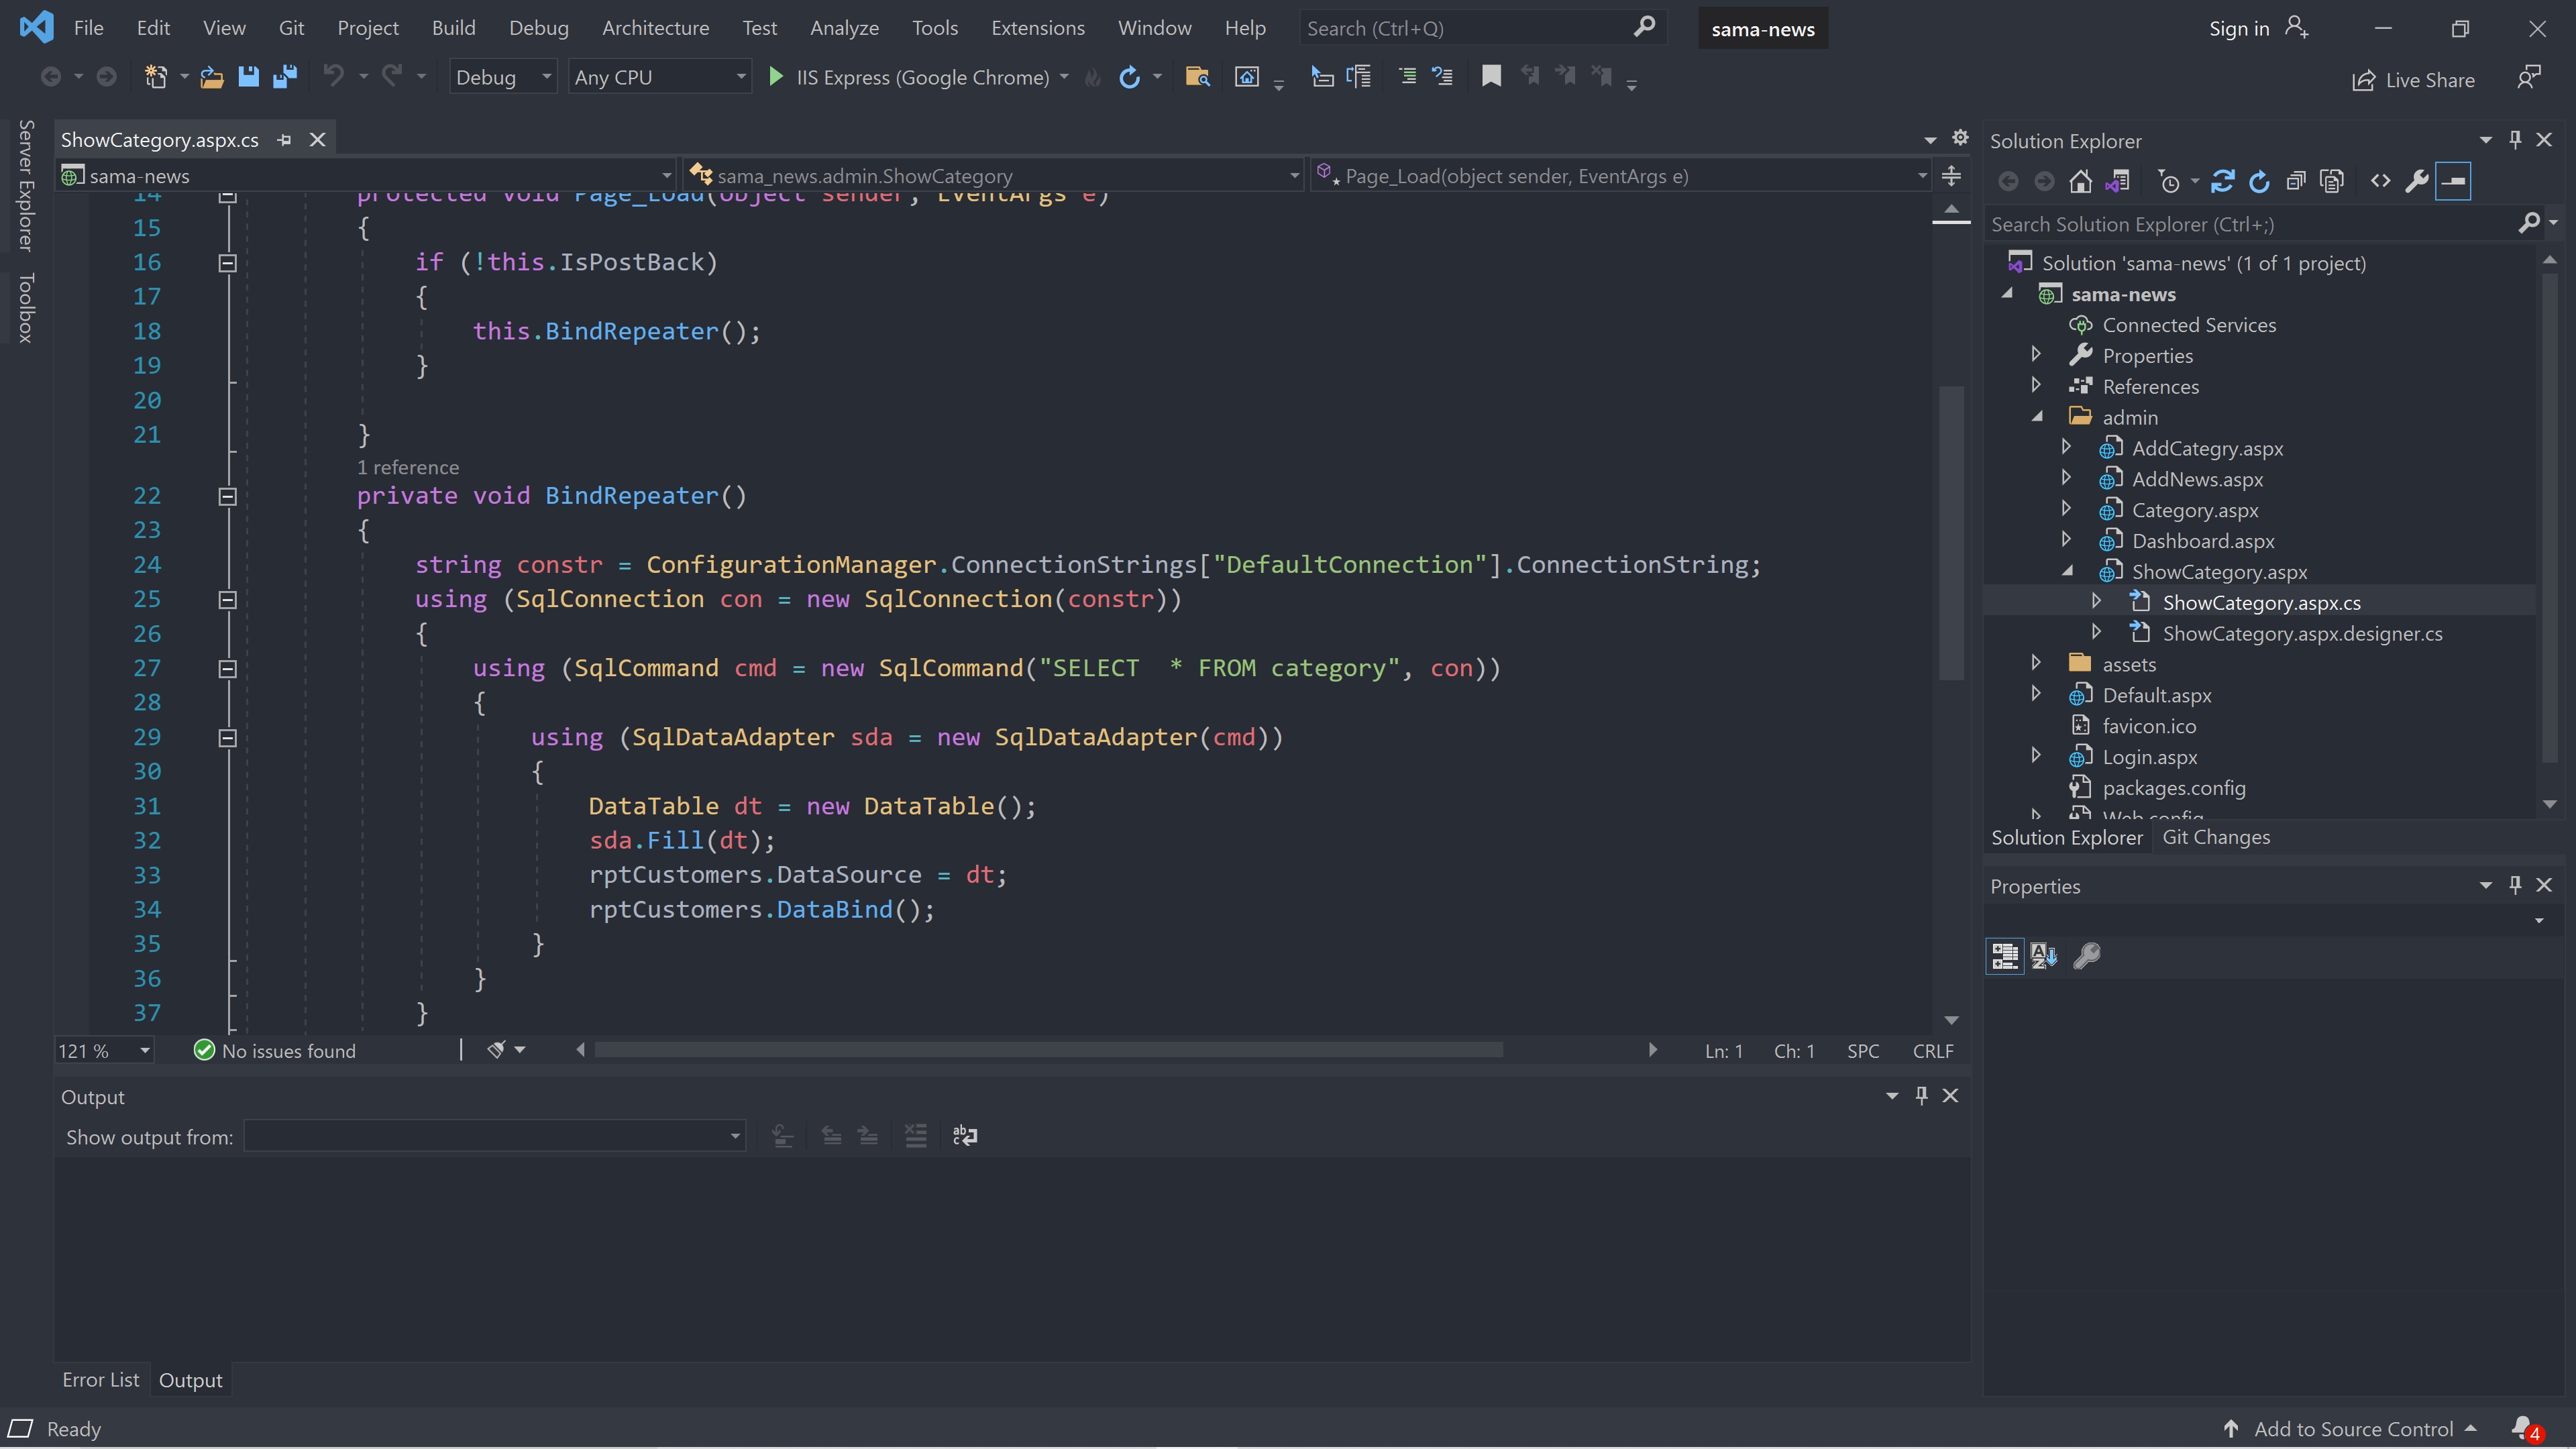 File Edit View Git Project Build Debug Architecture Test Analyze Tools Extensions Window Help Search (Ctrl+Q) sama-news Sign in
Debug Any CPU IIS Express (Google Chrome) Live Share
Server Explorer
Toolbox
ShowCategory.aspx.cs
sama-news sama_news.admin.ShowCategory Page_Load(object sender, EventArgs e)
14 protected void Page_Load(object sender, EventArgs e)
15 {
16 if (!this.IsPostBack)
17 {
18 this.BindRepeater();
19 }
20
21 }
1 reference
22 private void BindRepeater()
23 {
24 string constr = ConfigurationManager.ConnectionStrings["DefaultConnection"].ConnectionString;
25 using (SqlConnection con = new SqlConnection(constr))
26 {
27 using (SqlCommand cmd = new SqlCommand("SELECT  * FROM category", con))
28 {
29 using (SqlDataAdapter sda = new SqlDataAdapter(cmd))
30 {
31 DataTable dt = new DataTable();
32 sda.Fill(dt);
33 rptCustomers.DataSource = dt;
34 rptCustomers.DataBind();
35 }
36 }
37 }
121 % No issues found Ln: 1 Ch: 1 SPC CRLF
Output
Show output from:
Error List Output
Solution Explorer
Search Solution Explorer (Ctrl+;)
Solution 'sama-news' (1 of 1 project)
sama-news
Connected Services
Properties
References
admin
AddCategry.aspx
AddNews.aspx
Category.aspx
Dashboard.aspx
ShowCategory.aspx
ShowCategory.aspx.cs
ShowCategory.aspx.designer.cs
assets
Default.aspx
favicon.ico
Login.aspx
packages.config
Web.config
Solution Explorer Git Changes
Properties
Ready Add to Source Control 4